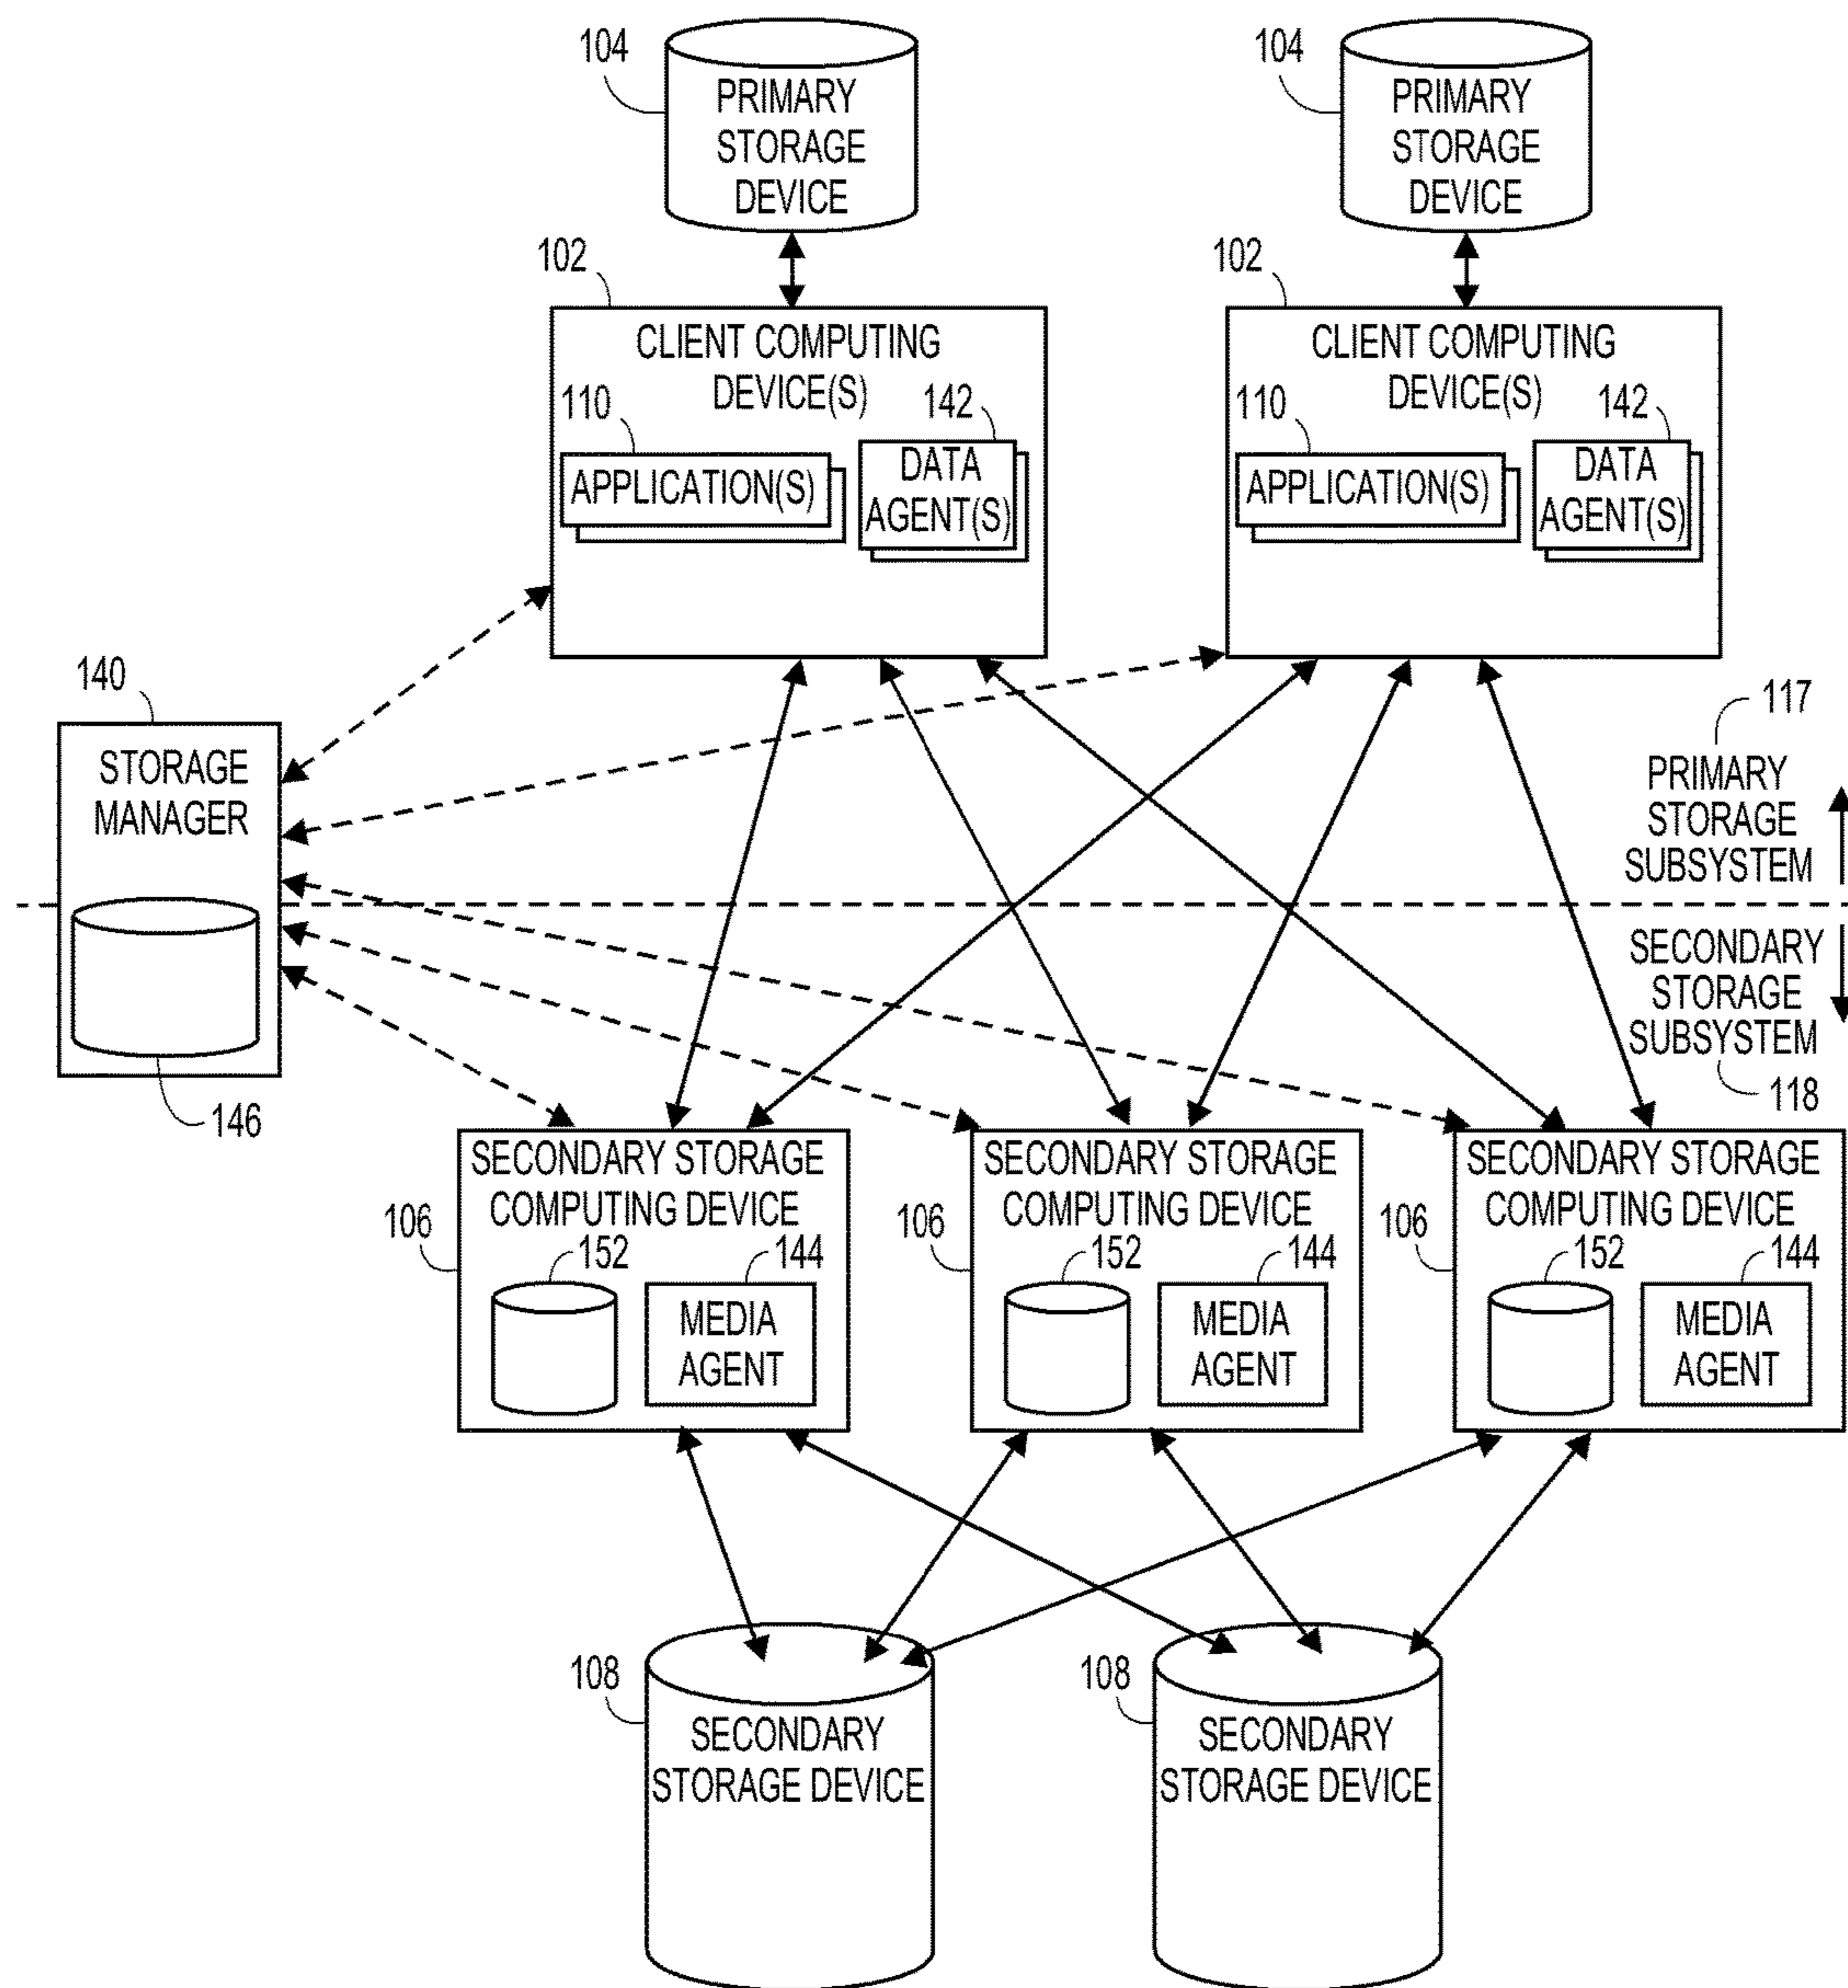 104
PRIMARY
STORAGE
DEVICE
104
PRIMARY
STORAGE
DEVICE
102
CLIENT COMPUTING
DEVICE(S)
110
APPLICATION(S)
142
DATA
AGENT(S)
102
CLIENT COMPUTING
DEVICE(S)
110
APPLICATION(S)
142
DATA
AGENT(S)
140
STORAGE
MANAGER
146
117
PRIMARY
STORAGE
SUBSYSTEM
SECONDARY
STORAGE
SUBSYSTEM
118
106
SECONDARY STORAGE
COMPUTING DEVICE
152
144
MEDIA
AGENT
106
SECONDARY STORAGE
COMPUTING DEVICE
152
144
MEDIA
AGENT
106
SECONDARY STORAGE
COMPUTING DEVICE
152
144
MEDIA
AGENT
108
SECONDARY
STORAGE DEVICE
108
SECONDARY
STORAGE DEVICE